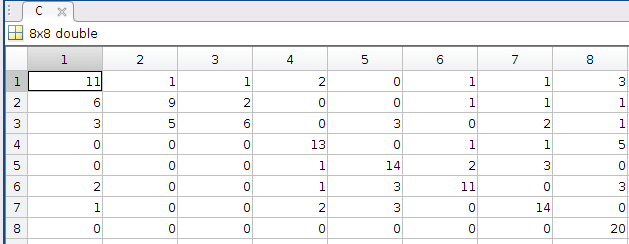 C
8x8 double
1 2 3 4 5 6 7 8
1 11 1 1 2 0 1 1 3
2 6 9 2 0 0 1 1 1
3 3 5 6 0 3 0 2 1
4 0 0 0 13 0 1 1 5
5 0 0 0 1 14 2 3 0
6 2 0 0 1 3 11 0 3
7 1 0 0 2 3 0 14 0
8 0 0 0 0 0 0 0 20